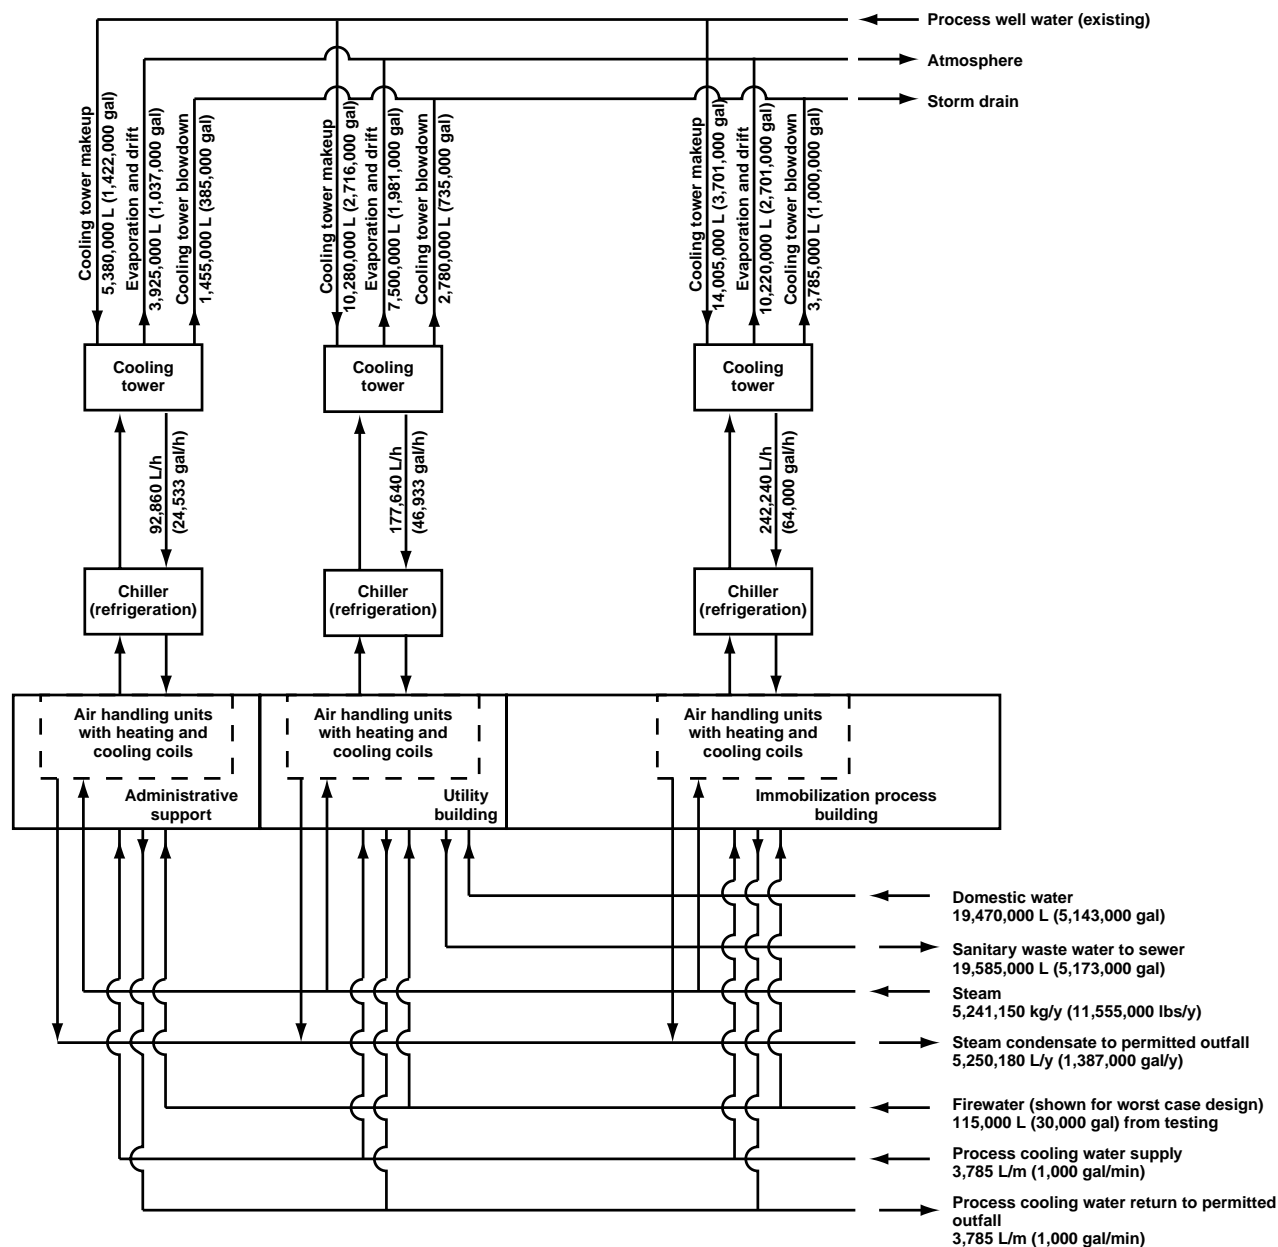 Process well water (existing)
Atmosphere
Storm drain
Cooling tower makeup
5,380,000 L (1,422,000 gal)
Evaporation and drift
3,925,000 L (1,037,000 gal)
Cooling tower blowdown
1,455,000 L (385,000 gal)
Cooling tower makeup
10,280,000 L (2,716,000 gal)
Evaporation and drift
7,500,000 L (1,981,000 gal)
Cooling tower blowdown
2,780,000 L (735,000 gal)
Cooling tower makeup
14,005,000 L (3,701,000 gal)
Evaporation and drift
10,220,000 L (2,701,000 gal)
Cooling tower blowdown
3,785,000 L (1,000,000 gal)
Cooling
tower
Cooling
tower
Cooling
tower
92,860 L/h
(24,533 gal/h)
177,640 L/h
(46,933 gal/h)
242,240 L/h
(64,000 gal/h)
Chiller
(refrigeration)
Chiller
(refrigeration)
Chiller
(refrigeration)
Air handling units
with heating and
cooling coils
Air handling units
with heating and
cooling coils
Air handling units
with heating and
cooling coils
Administrative
support
Utility
building
Immobilization process
building
Domestic water
19,470,000 L (5,143,000 gal)
Sanitary waste water to sewer
19,585,000 L (5,173,000 gal)
Steam
5,241,150 kg/y (11,555,000 lbs/y)
Steam condensate to permitted outfall
5,250,180 L/y (1,387,000 gal/y)
Firewater (shown for worst case design)
115,000 L (30,000 gal) from testing
Process cooling water supply
3,785 L/m (1,000 gal/min)
Process cooling water return to permitted
outfall
3,785 L/m (1,000 gal/min)